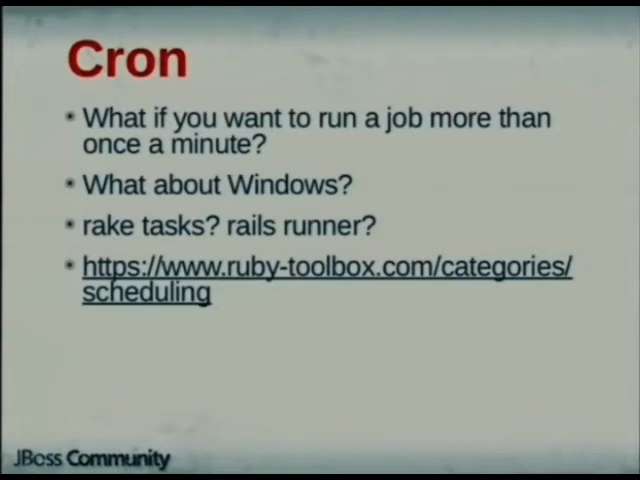 Cron
What if you want to run a job more than
once a minute?
What about Windows?
rake tasks? rails runner?
https://www.ruby-toolbox.com/categories/
scheduling
JBoss Community